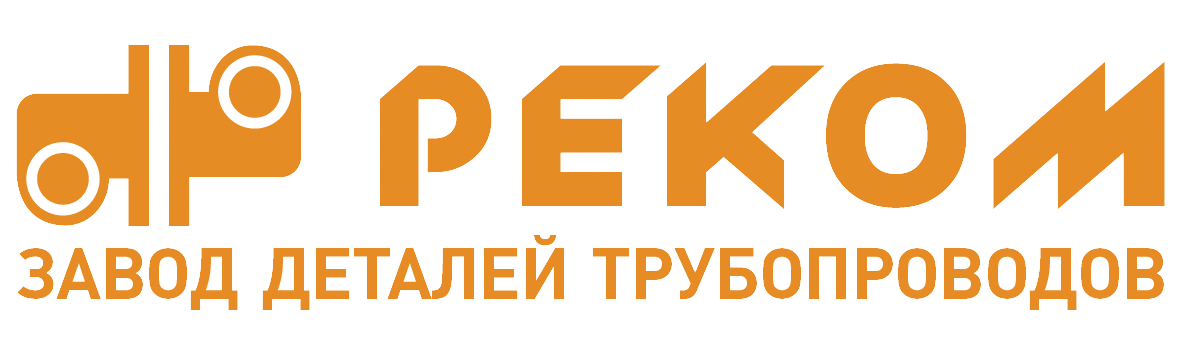 РЕКОМ
ЗАВОД ДЕТАЛЕЙ ТРУБОПРОВОДОВ